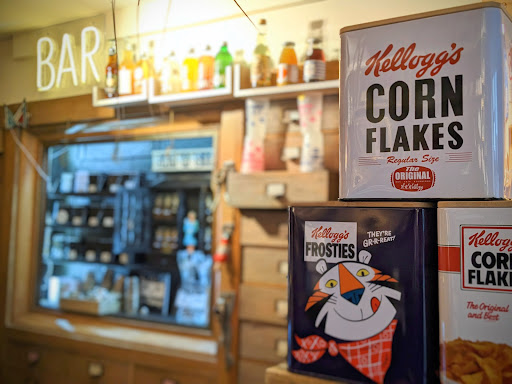 BAR
Kellogg's
CORN
FLAKES
Regular Size
The
ORIGINAL
Kellogg's
FROSTIES
THEY'RE
GR-R-REAT!
Kellogg's
CORN
FLAKE
The Original
and Best